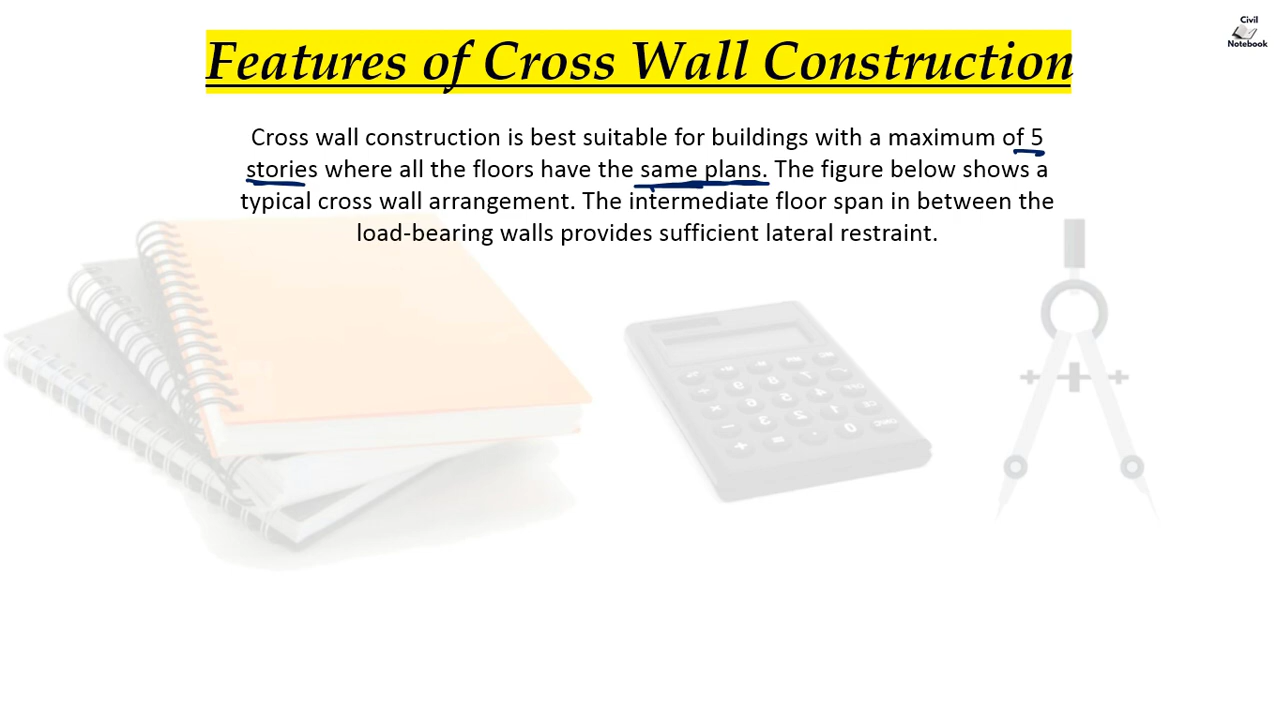 Civil
Notebook
Features of Cross Wall Construction
Cross wall construction is best suitable for buildings with a maximum of 5
stories where all the floors have the same plans. The figure below shows a
typical cross wall arrangement. The intermediate floor span in between the
load-bearing walls provides sufficient lateral restraint.